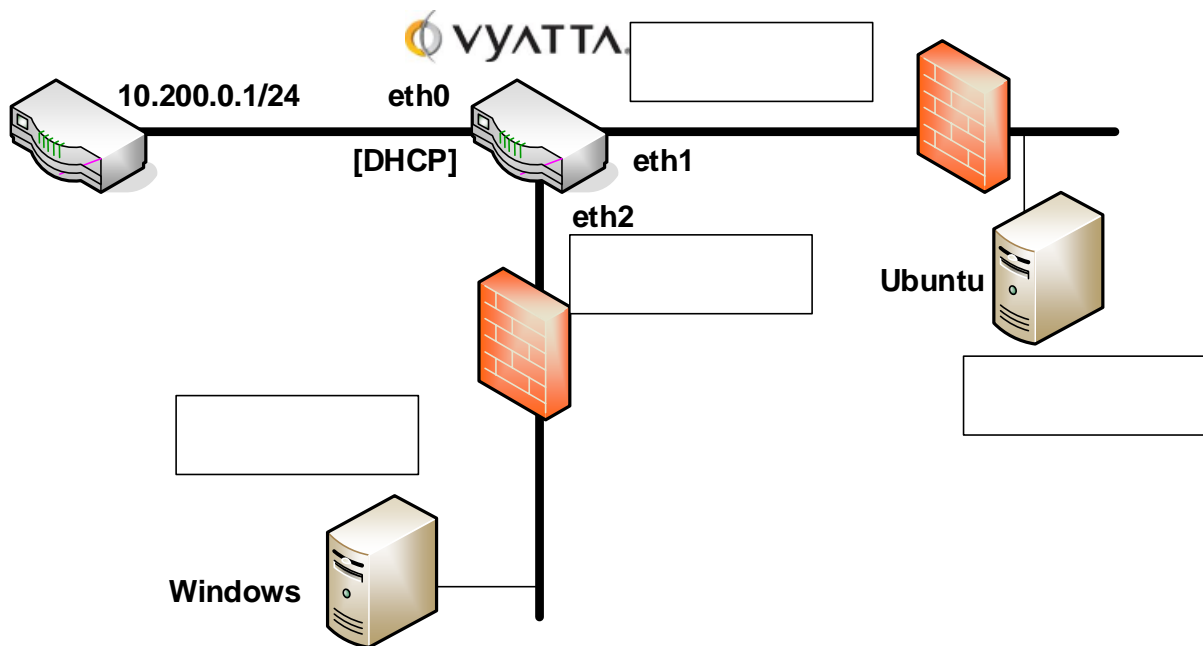 VYATTA.
10.200.0.1/24
eth0
[DHCP]
eth1
eth2
Ubuntu
Windows